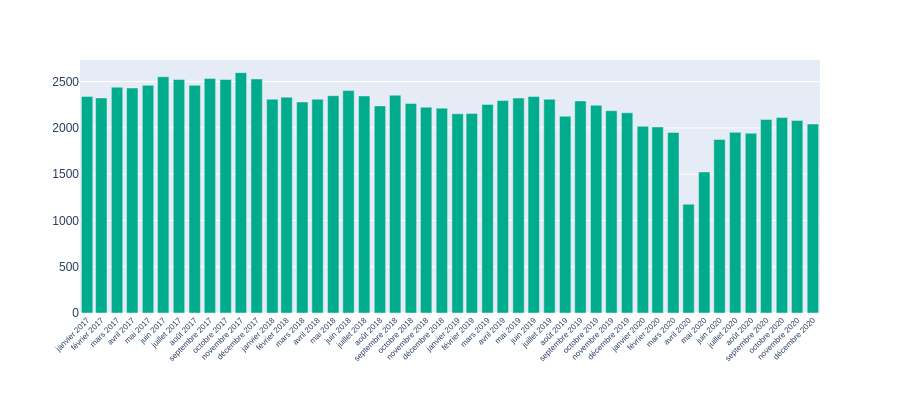 2500
2000
1500
1000
500
0
janvier 2017
février 2017
mars 2017
avril 2017
mai 2017
juin 2017
juillet 2017
août 2017
septembre 2017
octobre 2017
novembre 2017
décembre 2017
janvier 2018
février 2018
mars 2018
avril 2018
mai 2018
juin 2018
juillet 2018
août 2018
septembre 2018
octobre 2018
novembre 2018
décembre 2018
janvier 2019
février 2019
mars 2019
avril 2019
mai 2019
juin 2019
juillet 2019
août 2019
septembre 2019
octobre 2019
novembre 2019
décembre 2019
janvier 2020
février 2020
mars 2020
avril 2020
mai 2020
juin 2020
juillet 2020
août 2020
septembre 2020
octobre 2020
novembre 2020
décembre 2020